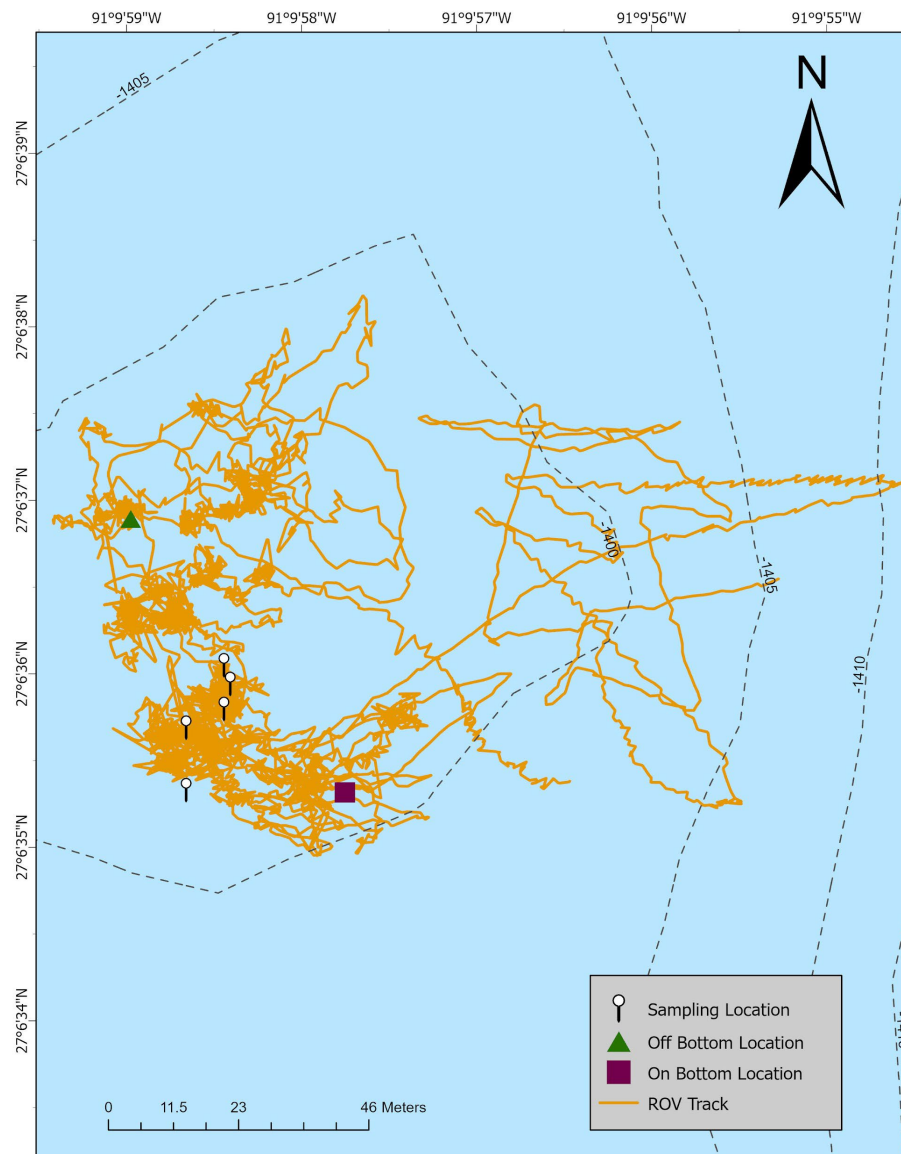 91°9'59"W 91°9'58"W 91°9'57"W 91°9'56"W 91°9'55"W
N
-1405
27°6'39"N
27°6'38"N
27°6'37"N
-1400
-1405
27°6'36"N
-1410
27°6'35"N
27°6'34"N
Sampling Location
Off Bottom Location
On Bottom Location
ROV Track
0 11.5 23 46 Meters